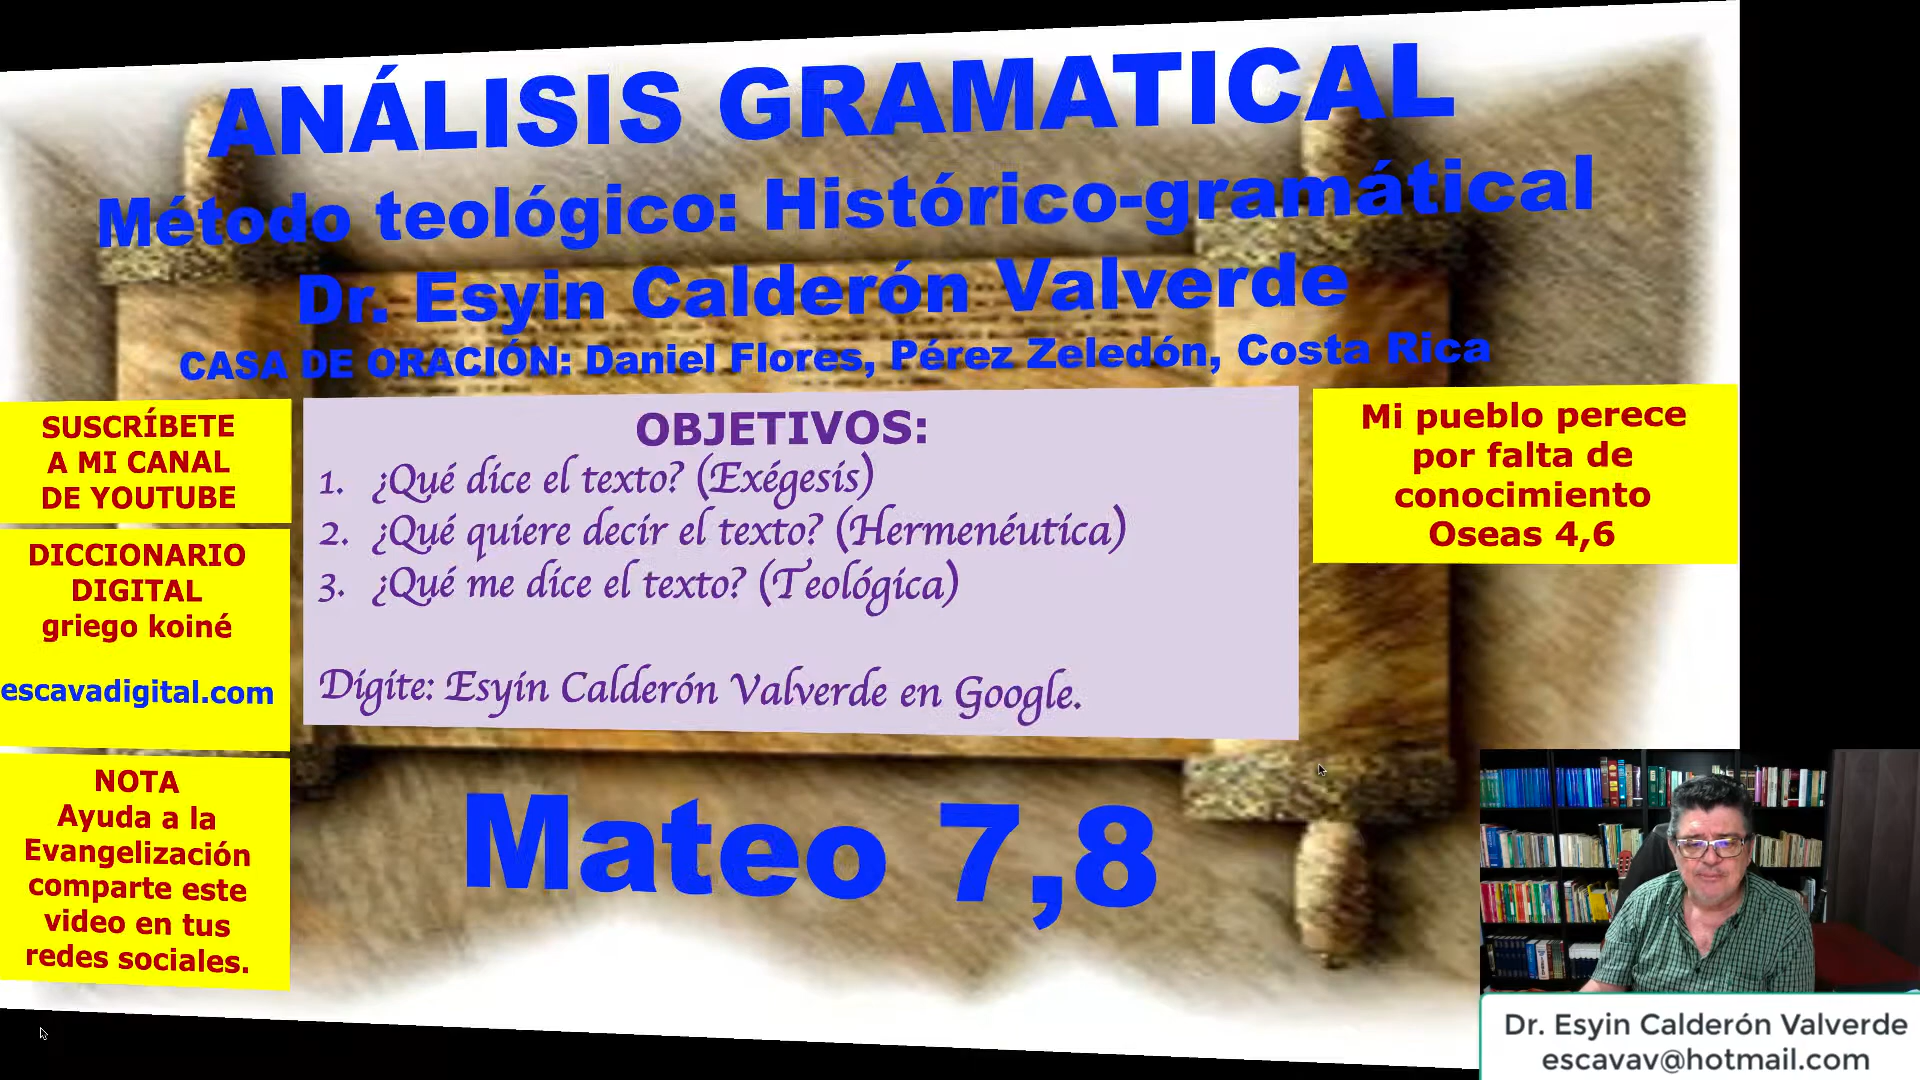 ANÁLISIS GRAMATICAL
Método teológico: Histórico-gramátical
Dr. Esyin Calderón Valverde
CASA DE ORACIÓN: Daniel Flores, Pérez Zeledón, Costa Rica
SUSCRÍBETE
A MI CANAL
DE YOUTUBE
DICCIONARIO
DIGITAL
griego koiné
escavadigital.com
NOTA
Ayuda a la
Evangelización
comparte este
video en tus
redes sociales.
OBJETIVOS:
1. ¿Qué dice el texto? (Exégesis)
2. ¿Qué quiere decir el texto? (Hermenéutica)
3. ¿Qué me dice el texto? (Teológica)
Digite: Esyin Calderón Valverde en Google.
Mi pueblo perece
por falta de
conocimiento
Oseas 4,6
Mateo 7,8
Dr. Esyin Calderón Valverde
escavav@hotmail.com